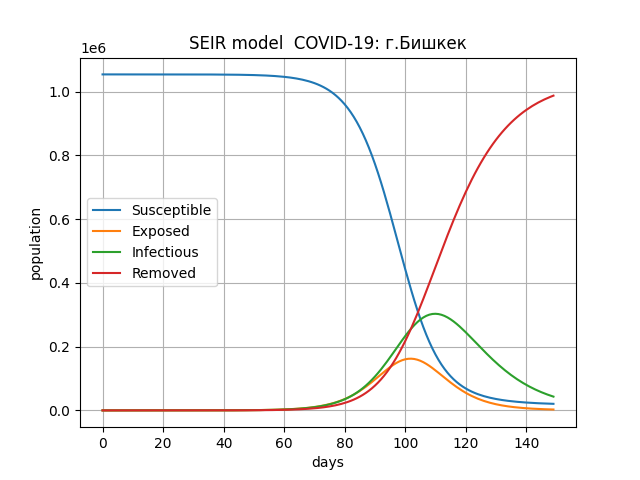 SEIR model  COVID-19: г.Бишкек
1e6
1.0
0.8
0.6
0.4
0.2
0.0
population
Susceptible
Exposed
Infectious
Removed
0 20 40 60 80 100 120 140
days